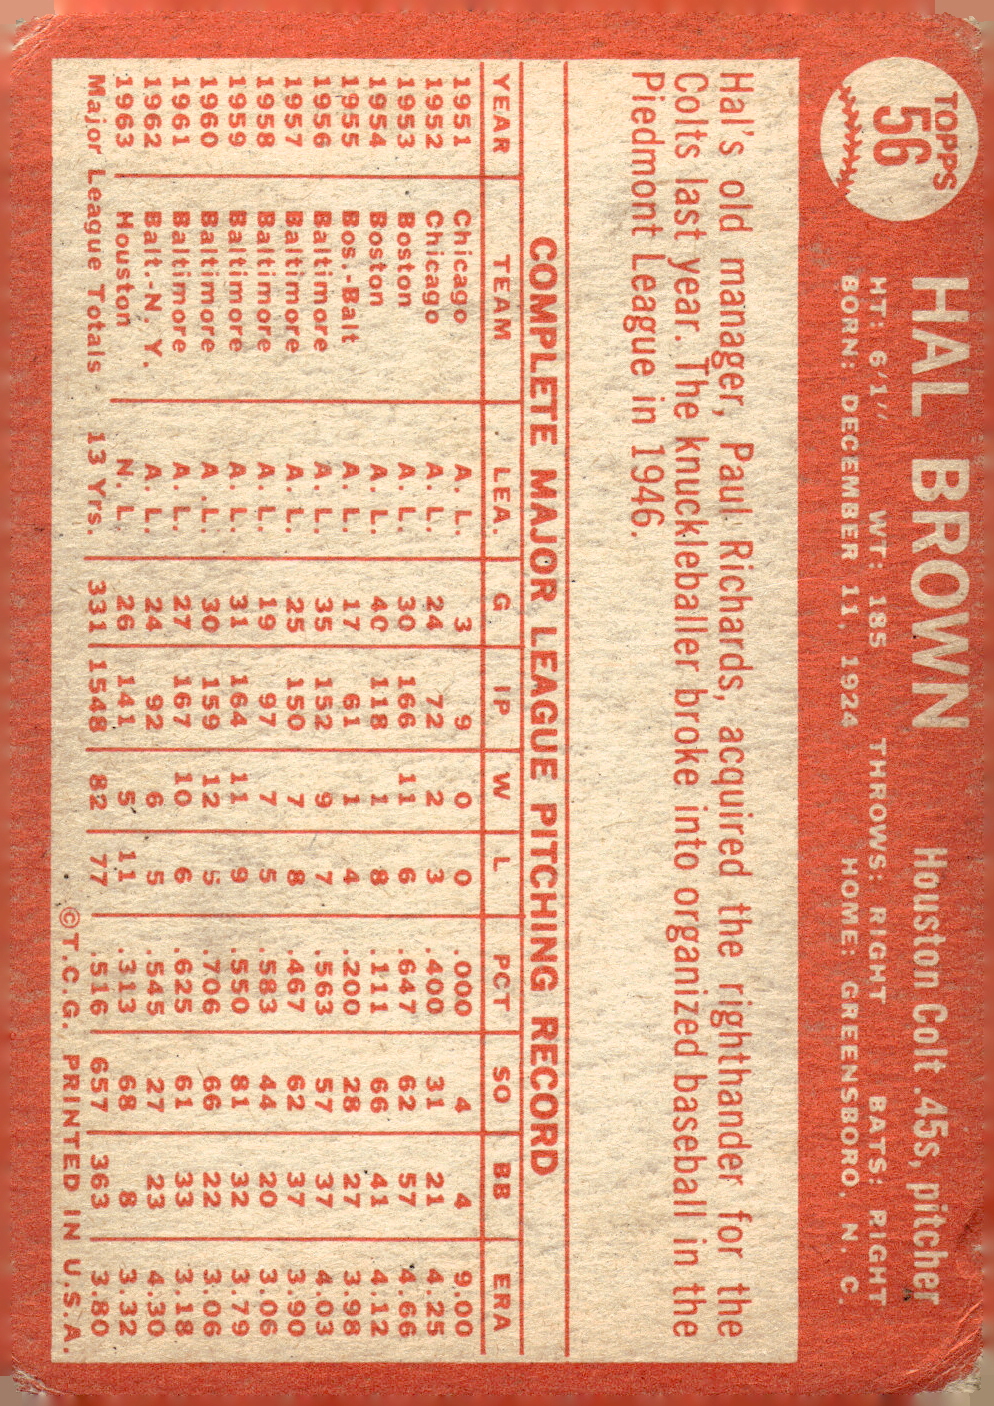 TOPPS
56
HAL BROWN Houston Colt .45s, pitcher
HT: 6'1" WT: 185 THROWS: RIGHT BATS: RIGHT
BORN: DECEMBER 11, 1924 HOME: GREENSBORO, N. C.
Hal's old manager, Paul Richards, acquired the righthander for the
Colts last year. The knuckleballer broke into organized baseball in the
Piedmont League in 1946.
COMPLETE MAJOR LEAGUE PITCHING RECORD
YEAR TEAM LEA. G IP W L PCT SO BB ERA
1951 Chicago A. L. 3 9 0 0 .000 4 4 9.00
1952 Chicago A. L. 24 72 2 3 .400 31 21 4.25
1953 Boston A. L. 30 166 11 6 .647 62 57 4.66
1954 Boston A. L. 40 118 1 8 .111 66 41 4.12
1955 Bos.-Balt A. L. 17 61 1 4 .200 28 27 3.98
1956 Baltimore A. L. 35 152 9 7 .563 57 37 4.03
1957 Baltimore A. L. 25 150 7 8 .467 62 37 3.90
1958 Baltimore A. L. 19 97 7 5 .583 44 20 3.06
1959 Baltimore A. L. 31 164 11 9 .550 81 32 3.79
1960 Baltimore A. L. 30 159 12 5 .706 66 22 3.06
1961 Baltimore A. L. 27 167 10 6 .625 61 33 3.18
1962 Balt.-N. Y. A. L. 24 92 6 5 .545 27 23 4.30
1963 Houston N. L. 26 141 5 11 .313 68 8 3.32
Major League Totals 13 Yrs. 331 1548 82 77 .516 657 363 3.80
©T.C.G. PRINTED IN U.S.A.